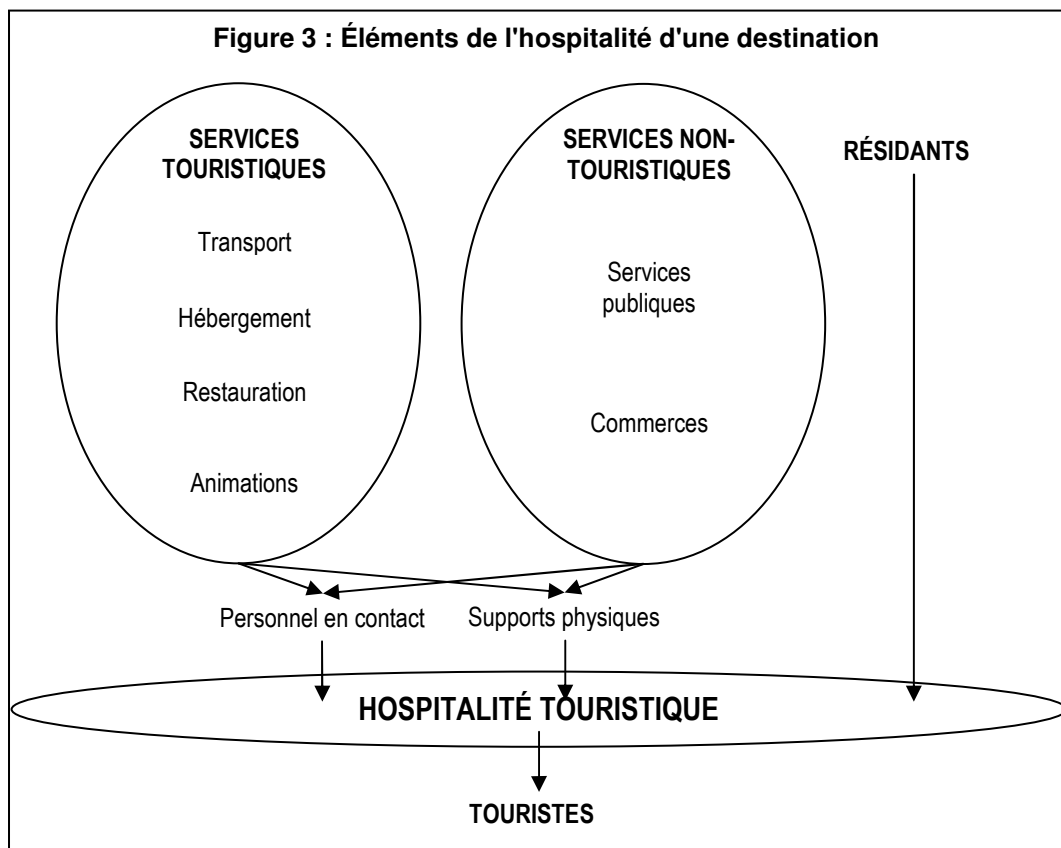 Figure 3 : Éléments de l'hospitalité d'une destination
SERVICES
TOURISTIQUES
Transport
Hébergement
Restauration
Animations
SERVICES NON-
TOURISTIQUES
Services
publiques
Commerces
RÉSIDANTS
Personnel en contact
Supports physiques
HOSPITALITÉ TOURISTIQUE
TOURISTES